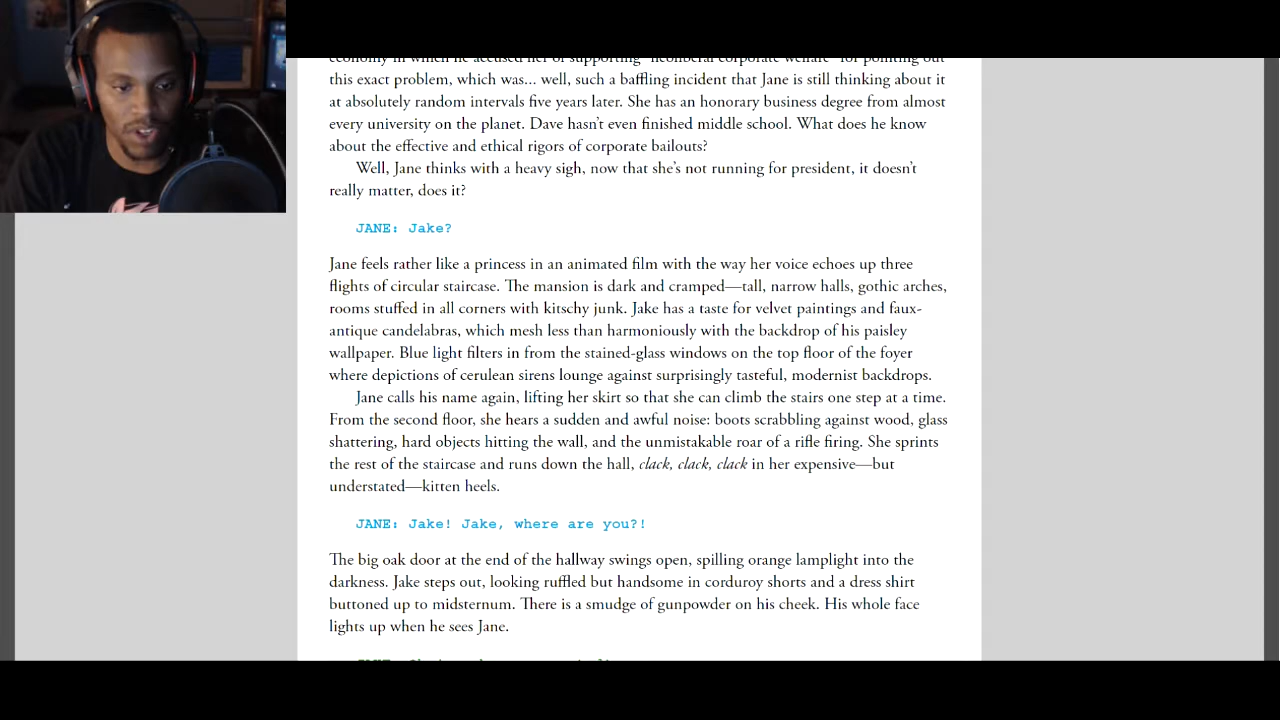 economy in which he accused her of supporting "neoliberal corporate welfare" for pointing out
this exact problem, which was... well, such a baffling incident that Jane is still thinking about it
at absolutely random intervals five years later. She has an honorary business degree from almost
every university on the planet. Dave hasn't even finished middle school. What does he know
about the effective and ethical rigors of corporate bailouts?
Well, Jane thinks with a heavy sigh, now that she's not running for president, it doesn't
really matter, does it?
JANE: Jake?
Jane feels rather like a princess in an animated film with the way her voice echoes up three
flights of circular staircase. The mansion is dark and cramped—tall, narrow halls, gothic arches,
rooms stuffed in all corners with kitschy junk. Jake has a taste for velvet paintings and faux-
antique candelabras, which mesh less than harmoniously with the backdrop of his paisley
wallpaper. Blue light filters in from the stained-glass windows on the top floor of the foyer
where depictions of cerulean sirens lounge against surprisingly tasteful, modernist backdrops.
Jane calls his name again, lifting her skirt so that she can climb the stairs one step at a time.
From the second floor, she hears a sudden and awful noise: boots scrabbling against wood, glass
shattering, hard objects hitting the wall, and the unmistakable roar of a rifle firing. She sprints
the rest of the staircase and runs down the hall, clack, clack, clack in her expensive—but
understated—kitten heels.
JANE: Jake! Jake, where are you?!
The big oak door at the end of the hallway swings open, spilling orange lamplight into the
darkness. Jake steps out, looking ruffled but handsome in corduroy shorts and a dress shirt
buttoned up to midsternum. There is a smudge of gunpowder on his cheek. His whole face
lights up when he sees Jane.